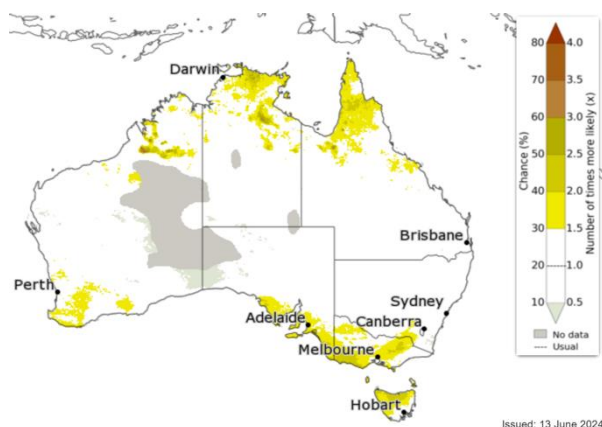 Darwin
Brisbane
Perth
Sydney
Adelaide
Canberra
Melbourne
Hobart
Chance (%)
80
70
60
50
40
30
20
10
4.0
3.5
3.0
2.5
2.0
1.5
1.0
0.5
Number of times more likely (x)
No data
Usual
Issued: 13 June 2024